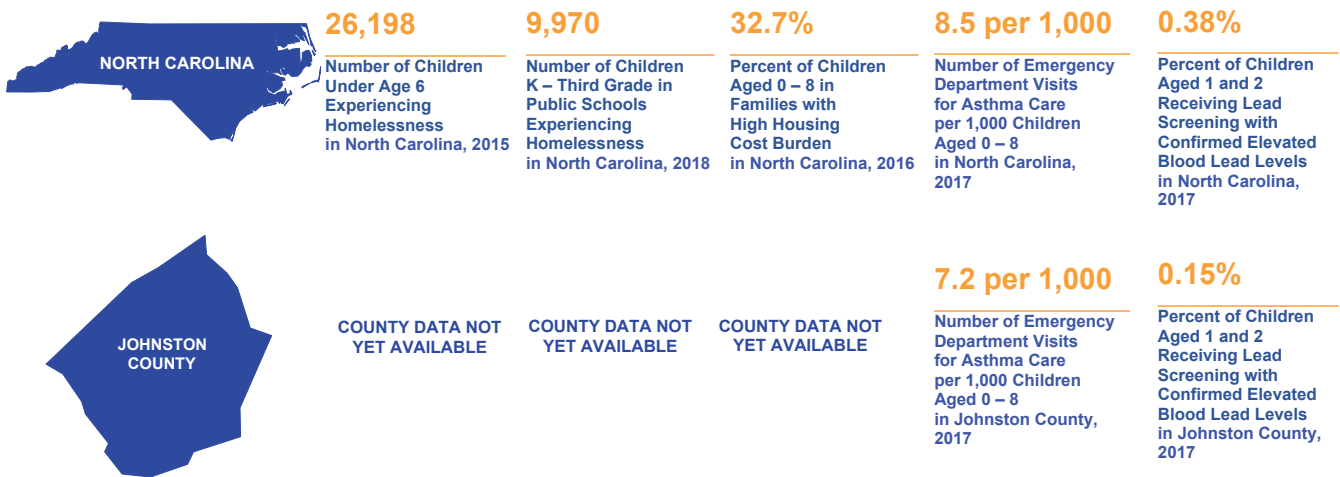 NORTH CAROLINA
26,198
Number of Children
Under Age 6
Experiencing
Homelessness
in North Carolina, 2015
9,970
Number of Children
K – Third Grade in
Public Schools
Experiencing
Homelessness
in North Carolina, 2018
32.7%
Percent of Children
Aged 0 – 8 in
Families with
High Housing
Cost Burden
in North Carolina, 2016
8.5 per 1,000
Number of Emergency
Department Visits
for Asthma Care
per 1,000 Children
Aged 0 – 8
in North Carolina,
2017
0.38%
Percent of Children
Aged 1 and 2
Receiving Lead
Screening with
Confirmed Elevated
Blood Lead Levels
in North Carolina,
2017
JOHNSTON
COUNTY
COUNTY DATA NOT
YET AVAILABLE
COUNTY DATA NOT
YET AVAILABLE
COUNTY DATA NOT
YET AVAILABLE
7.2 per 1,000
Number of Emergency
Department Visits
for Asthma Care
per 1,000 Children
Aged 0 – 8
in Johnston County,
2017
0.15%
Percent of Children
Aged 1 and 2
Receiving Lead
Screening with
Confirmed Elevated
Blood Lead Levels
in Johnston County,
2017